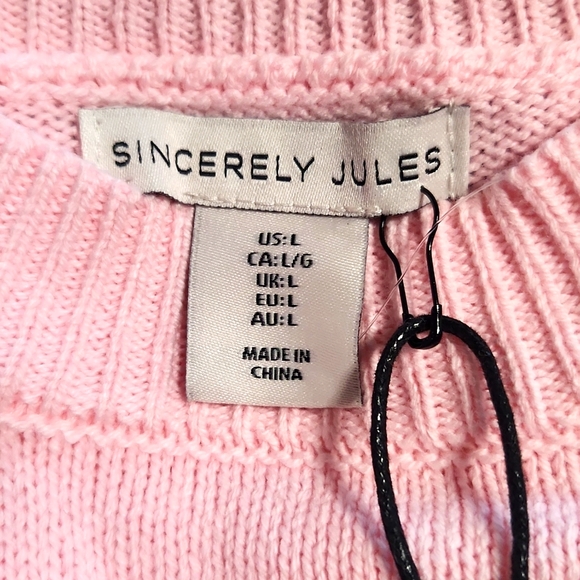 SINCERELY JULES
US: L
CA: L/G
UK: L
EU: L
AU: L
MADE IN
CHINA